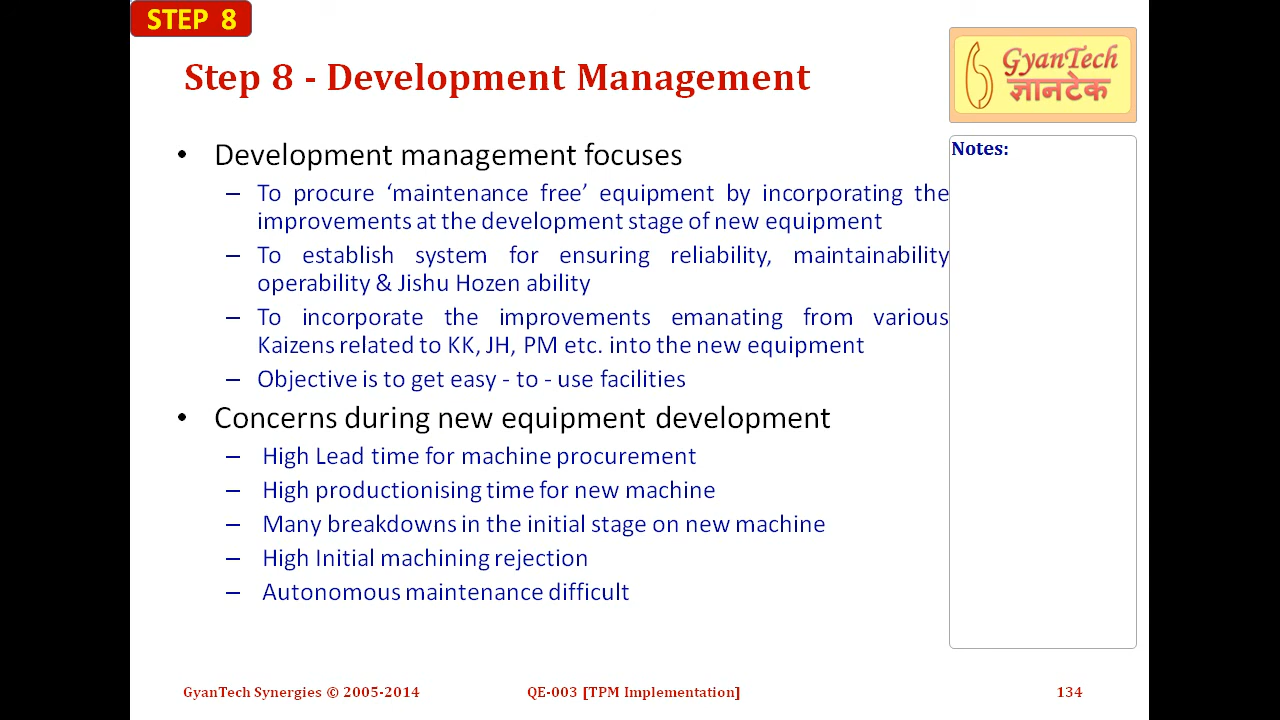 STEP 8
Step 8 - Development Management
GyanTech
ज्ञानटेक
Notes:
• Development management focuses
– To procure ‘maintenance free’ equipment by incorporating the
improvements at the development stage of new equipment
– To establish system for ensuring reliability, maintainability
operability & Jishu Hozen ability
– To incorporate the improvements emanating from various
Kaizens related to KK, JH, PM etc. into the new equipment
– Objective is to get easy - to - use facilities
• Concerns during new equipment development
– High Lead time for machine procurement
– High productionising time for new machine
– Many breakdowns in the initial stage on new machine
– High Initial machining rejection
– Autonomous maintenance difficult
GyanTech Synergies © 2005-2014
QE-003 [TPM Implementation]
134